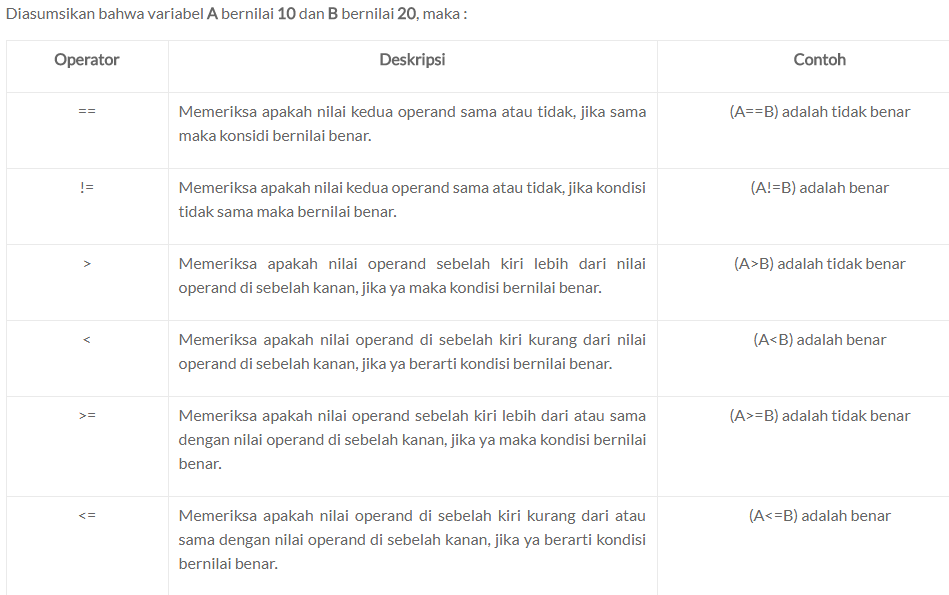 Diasumsikan bahwa variabel A bernilai 10 dan B bernilai 20, maka :
Operator Deskripsi Contoh
== Memeriksa apakah nilai kedua operand sama atau tidak, jika sama (A==B) adalah tidak benar
maka konsidi bernilai benar.
!= Memeriksa apakah nilai kedua operand sama atau tidak, jika kondisi (A!=B) adalah benar
tidak sama maka bernilai benar.
> Memeriksa apakah nilai operand sebelah kiri lebih dari nilai (A>B) adalah tidak benar
operand di sebelah kanan, jika ya maka kondisi bernilai benar.
< Memeriksa apakah nilai operand di sebelah kiri kurang dari nilai (A<B) adalah benar
operand di sebelah kanan, jika ya berarti kondisi bernilai benar.
>= Memeriksa apakah nilai operand sebelah kiri lebih dari atau sama (A>=B) adalah tidak benar
dengan nilai operand di sebelah kanan, jika ya maka kondisi bernilai
benar.
<= Memeriksa apakah nilai operand di sebelah kiri kurang dari atau (A<=B) adalah benar
sama dengan nilai operand di sebelah kanan, jika ya berarti kondisi
bernilai benar.